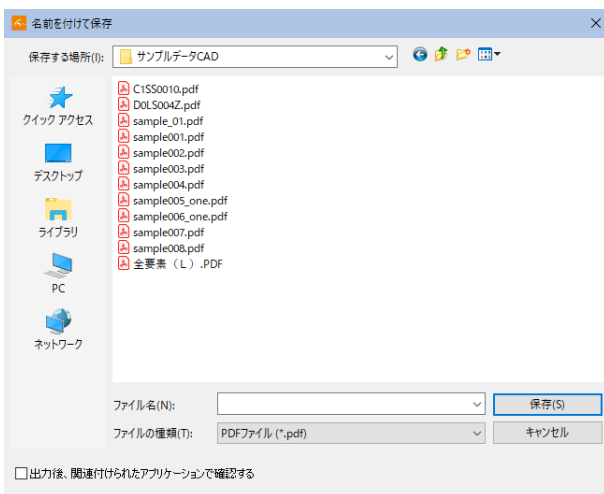 名前を付けて保存
保存する場所(I): サンプルデータCAD
クイック アクセス
デスクトップ
ライブラリ
PC
ネットワーク
C1SS0010.pdf
D0LS004Z.pdf
sample_01.pdf
sample001.pdf
sample002.pdf
sample003.pdf
sample004.pdf
sample005_one.pdf
sample006_one.pdf
sample007.pdf
sample008.pdf
全要素（L）.PDF
ファイル名(N): 保存(S)
ファイルの種類(T): PDFファイル (*.pdf) キャンセル
出力後、関連付けられたアプリケーションで確認する